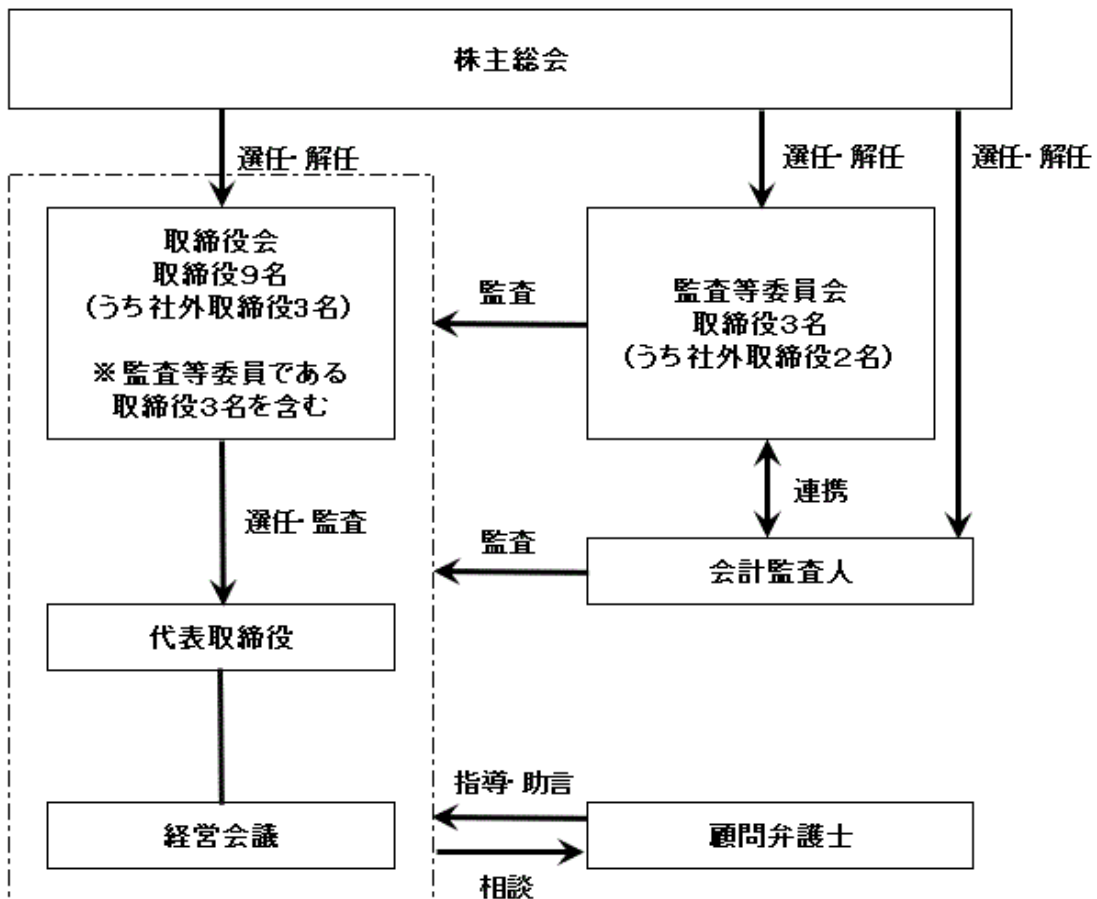 株主総会
選任・解任
選任・解任
選任・解任
取締役会
取締役9名
(うち社外取締役3名)
※監査等委員である
取締役3名を含む
監査
監査等委員会
取締役3名
(うち社外取締役2名)
連携
選任・監査
監査
会計監査人
代表取締役
指導・助言
経営会議
顧問弁護士
相談